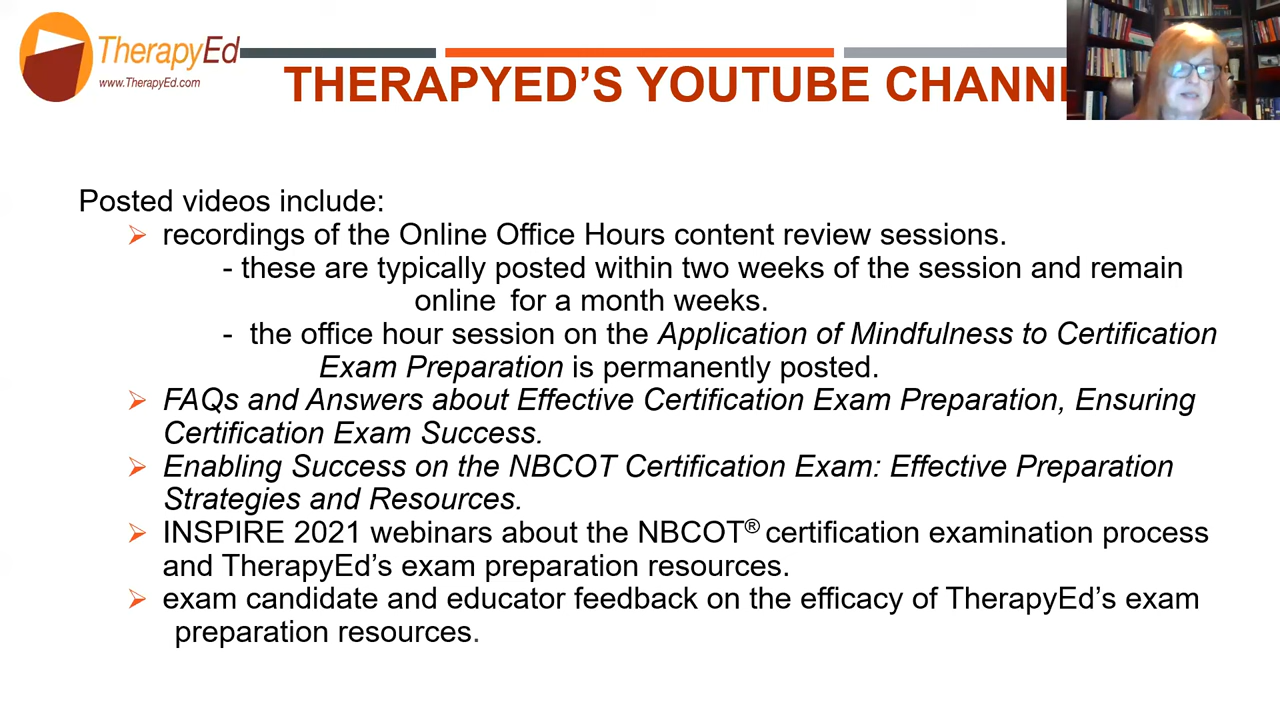 TherapyEd
www.TherapyEd.com
THERAPYED'S YOUTUBE CHANN
Posted videos include:
➢ recordings of the Online Office Hours content review sessions.
- these are typically posted within two weeks of the session and remain
online for a month weeks.
- the office hour session on the Application of Mindfulness to Certification
Exam Preparation is permanently posted.
➢ FAQs and Answers about Effective Certification Exam Preparation, Ensuring
Certification Exam Success.
➢ Enabling Success on the NBCOT Certification Exam: Effective Preparation
Strategies and Resources.
➢ INSPIRE 2021 webinars about the NBCOT® certification examination process
and TherapyEd's exam preparation resources.
➢ exam candidate and educator feedback on the efficacy of TherapyEd's exam
preparation resources.